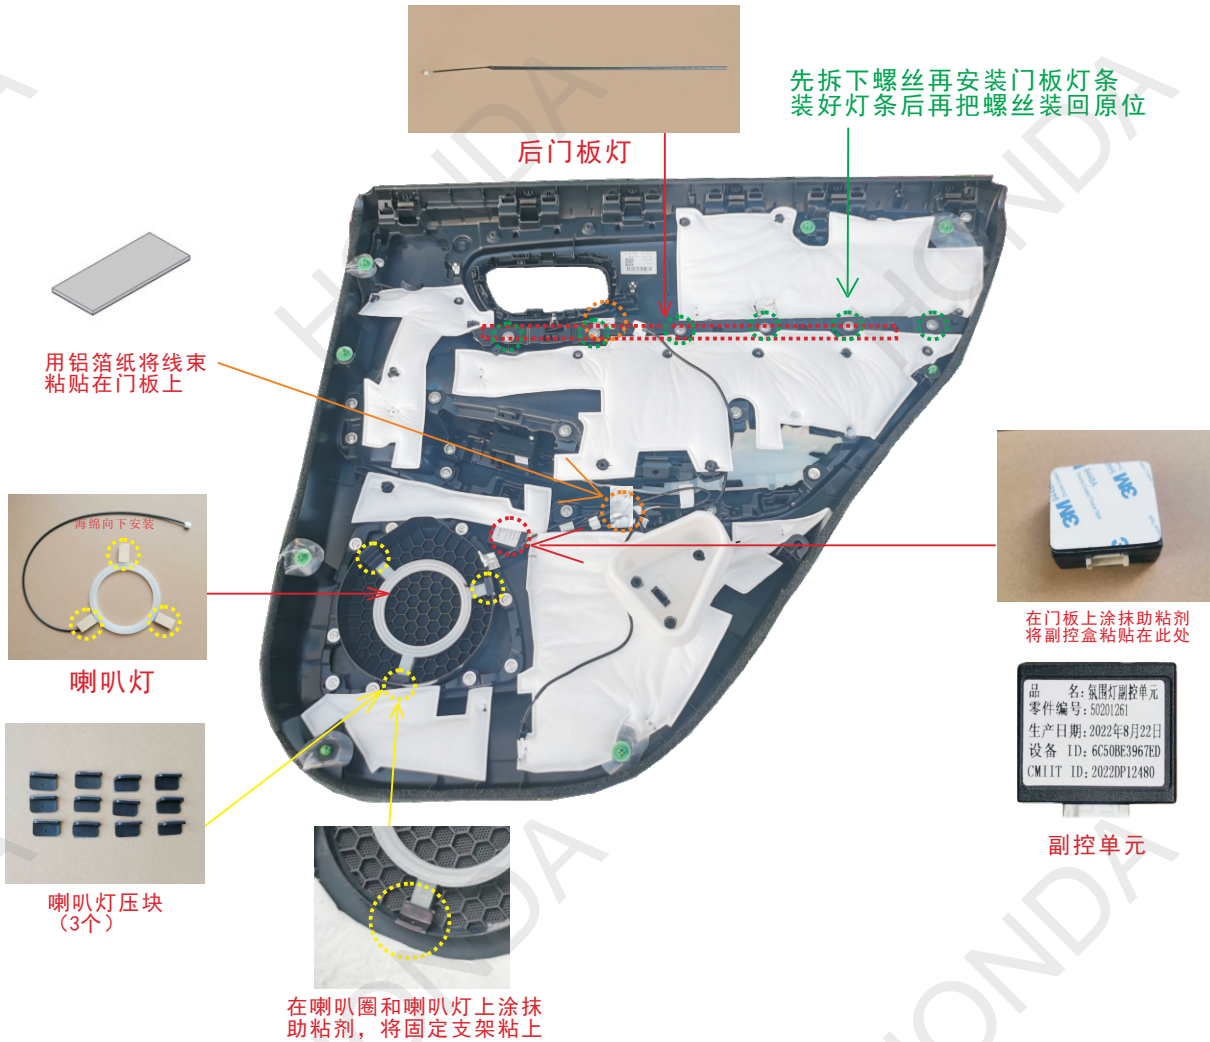 先拆下螺丝再安装门板灯条
装好灯条后再把螺丝装回原位
后门板灯
用铝箔纸将线束
粘贴在门板上
海绵向下安装
喇叭灯
喇叭灯压块
（3个）
在喇叭圈和喇叭灯上涂抹
助粘剂，将固定支架粘上
3M
3M
在门板上涂抹助粘剂
将副控盒粘贴在此处
品 名:氛围灯副控单元
零件编号:50201261
生产日期:2022年8月22日
设备 ID:6C50BE3967ED
CMIIT ID:2022DP12480
副控单元
HONDA
HONDA
HONDA
HONDA